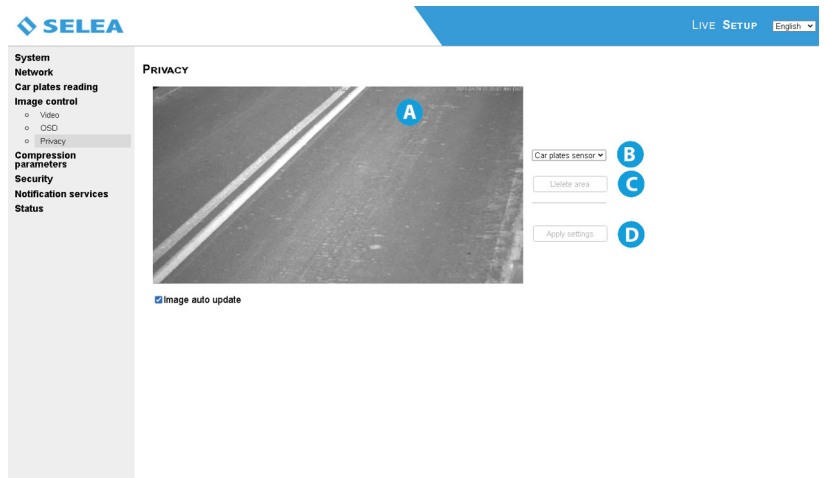 SELEA
LIVE SETUP English
System
Network
Car plates reading
Image control
Video
OSD
Privacy
Compression
parameters
Security
Notification services
Status
PRIVACY
A
Car plates sensor B
Delete area C
Apply settings D
Image auto update